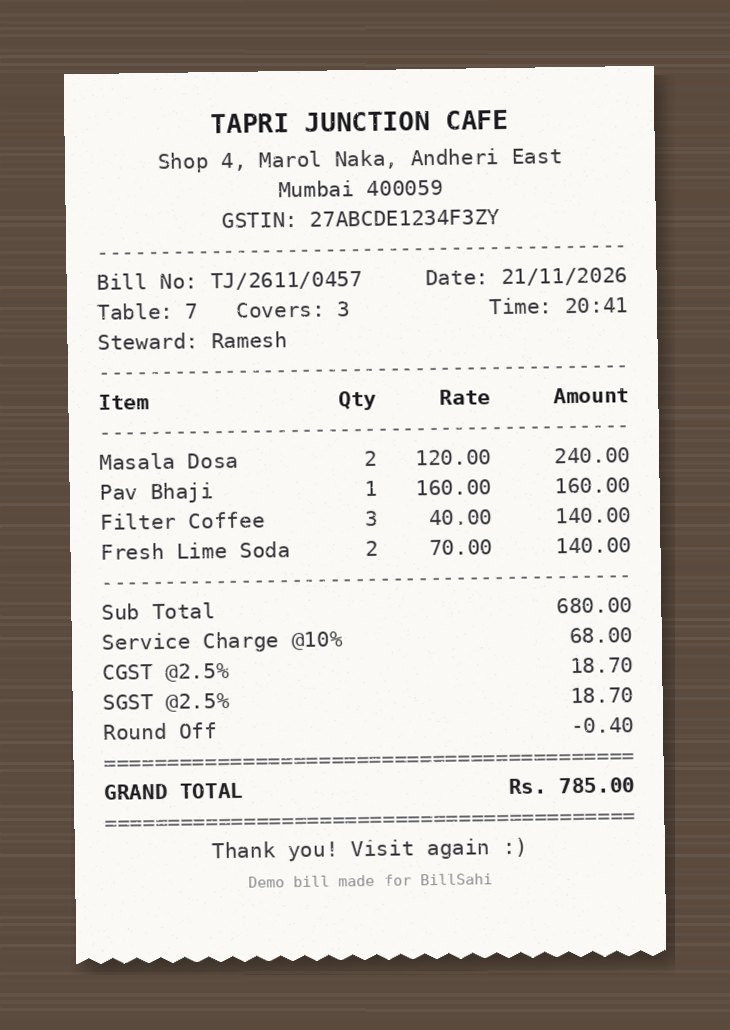 TAPRI JUNCTION CAFE
Shop 4, Marol Naka, Andheri East
Mumbai 400059
GSTIN: 27ABCDE1234F3ZY
------------------------------------------
Bill No: TJ/2611/0457 Date: 21/11/2026
Table: 7 Covers: 3 Time: 20:41
Steward: Ramesh
------------------------------------------
Item Qty Rate Amount
------------------------------------------
Masala Dosa 2 120.00 240.00
Pav Bhaji 1 160.00 160.00
Filter Coffee 3 40.00 140.00
Fresh Lime Soda 2 70.00 140.00
------------------------------------------
Sub Total 680.00
Service Charge @10% 68.00
CGST @2.5% 18.70
SGST @2.5% 18.70
Round Off -0.40
==========================================
GRAND TOTAL Rs. 785.00
==========================================
Thank you! Visit again :)
Demo bill made for BillSahi